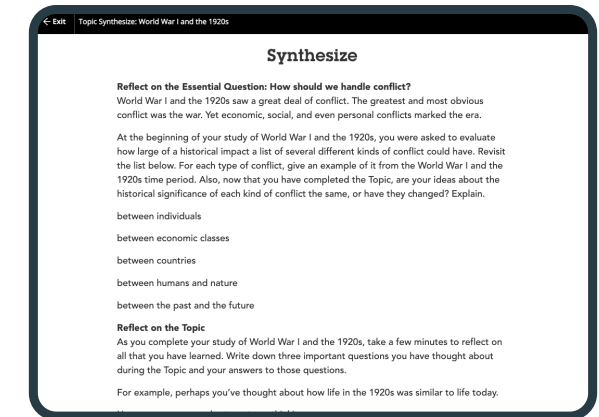 ← Exit Topic Synthesize: World War I and the 1920s
Synthesize
Reflect on the Essential Question: How should we handle conflict?
World War I and the 1920s saw a great deal of conflict. The greatest and most obvious
conflict was the war. Yet economic, social, and even personal conflicts marked the era.
At the beginning of your study of World War I and the 1920s, you were asked to evaluate
how large of a historical impact a list of several different kinds of conflict could have. Revisit
the list below. For each type of conflict, give an example of it from the World War I and the
1920s time period. Also, now that you have completed the Topic, are your ideas about the
historical significance of each kind of conflict the same, or have they changed? Explain.
between individuals
between economic classes
between countries
between humans and nature
between the past and the future
Reflect on the Topic
As you complete your study of World War I and the 1920s, take a few minutes to reflect on
all that you have learned. Write down three important questions you have thought about
during the Topic and your answers to those questions.
For example, perhaps you've thought about how life in the 1920s was similar to life today.